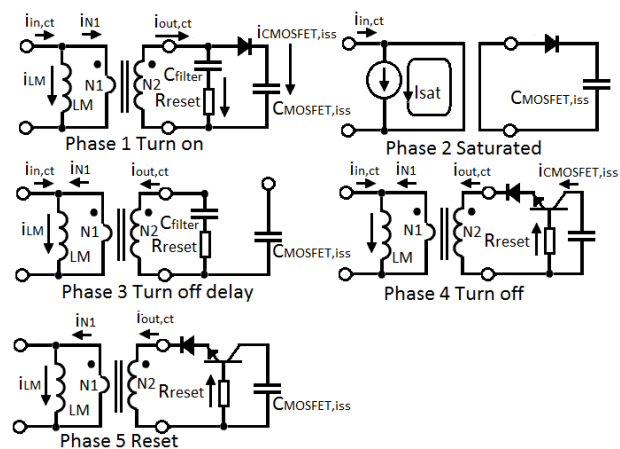 iin,ct iN1 iout,ct iCMOSFET,iss
iLM LM N1 N2 Cfilter Rreset CMOSFET,iss
Phase 1 Turn on
iin,ct
Isat CMOSFET,iss
Phase 2 Saturated
iin,ct iN1 iout,ct
iLM LM N1 N2 Cfilter Rreset CMOSFET,iss
Phase 3 Turn off delay
iin,ct iN1 iout,ct iCMOSFET,iss
LM N1 N2 Rreset
Phase 4 Turn off
iN1 iout,ct
iLM LM N1 N2 Rreset CMOSFET,iss
Phase 5 Reset